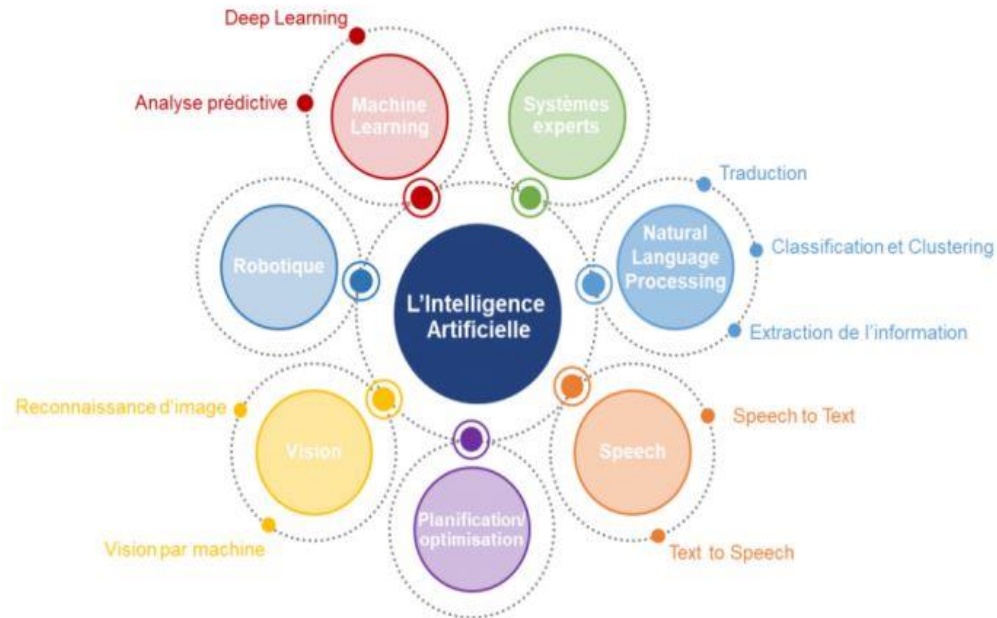 Deep Learning
Analyse prédictive
Machine
Learning
Systèmes
experts
Traduction
Natural
Language
Processing
Classification et Clustering
Extraction de l'information
Robotique
L'Intelligence
Artificielle
Reconnaissance d'image
Vision
Vision par machine
Speech to Text
Speech
Text to Speech
Planification/
optimisation